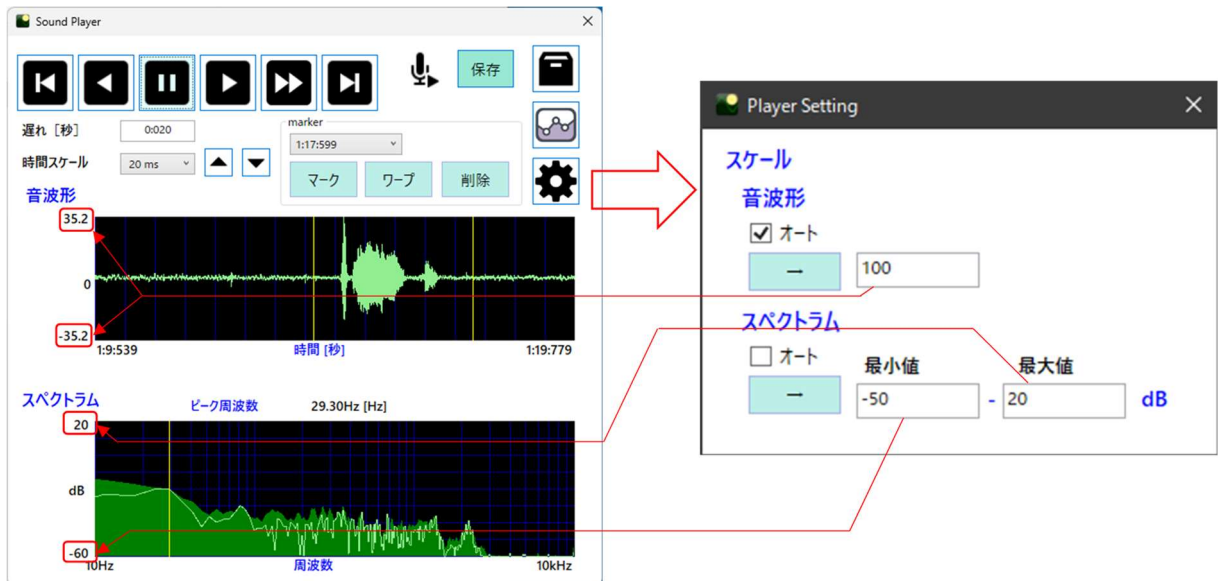 Sound Player
保存
遅れ [秒]
0:020
時間スケール
20 ms
marker
1:17:599
マーク
ワープ
削除
音波形
35.2
0
-35.2
1:9:539
時間 [秒]
1:19:779
スペクトラム
ピーク周波数
29.30Hz [Hz]
20
dB
-60
10Hz
周波数
10kHz
Player Setting
スケール
音波形
オート
→
100
スペクトラム
オート
最小値
最大値
→
-50
-
20
dB